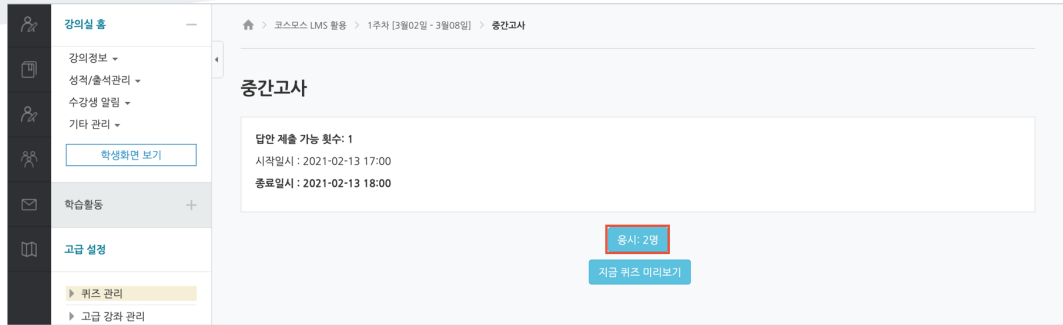 강의실 홈
강의정보
성적/출석관리
수강생 알림
기타 관리
학생화면 보기
학습활동
고급 설정
퀴즈 관리
고급 강좌 관리
코스모스 LMS 활용 > 1주차 [3월02일 - 3월08일] > 중간고사
중간고사
답안 제출 가능 횟수: 1
시작일시 : 2021-02-13 17:00
종료일시 : 2021-02-13 18:00
응시: 2명
지금 퀴즈 미리보기